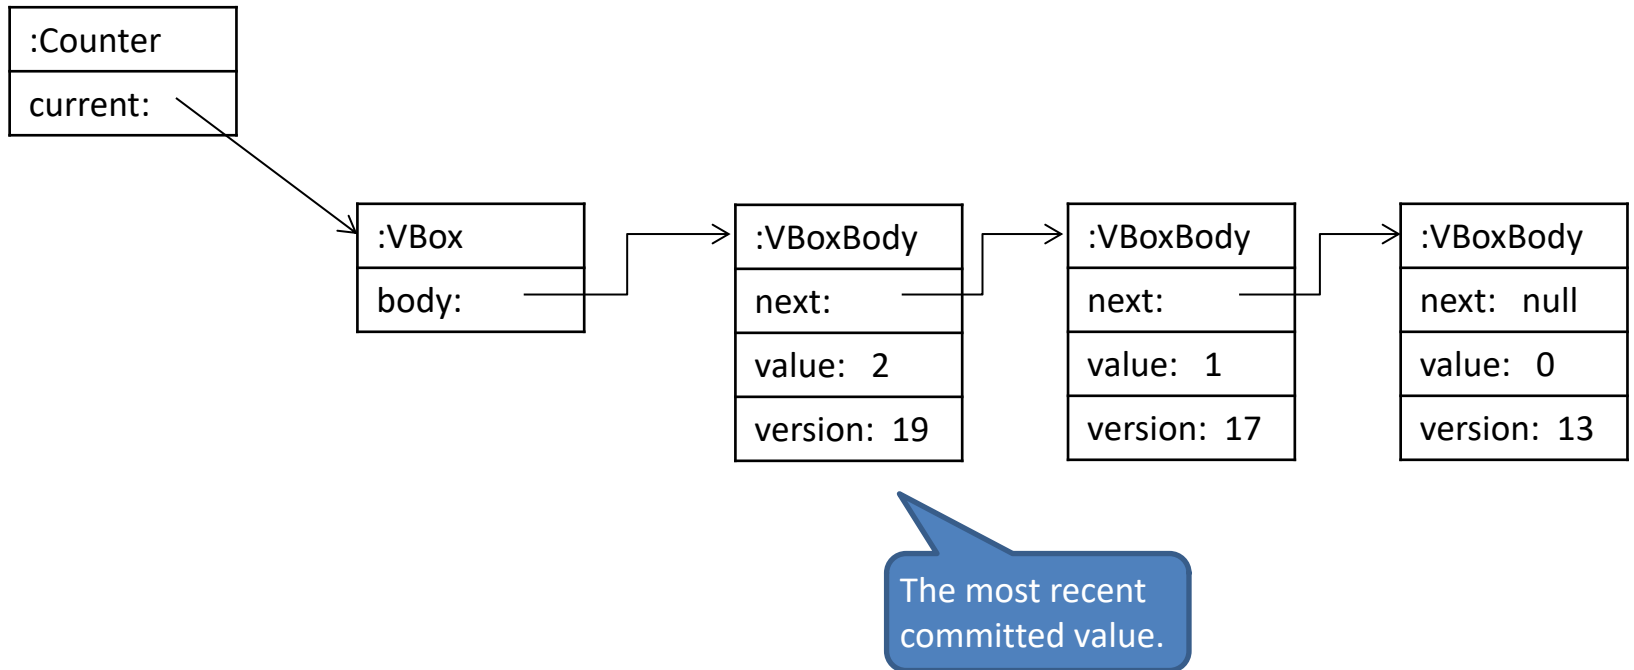 :Counter
current:
:VBox
body:
:VBoxBody
next:
value: 2
version: 19
:VBoxBody
next:
value: 1
version: 17
:VBoxBody
next: null
value: 0
version: 13
The most recent
committed value.